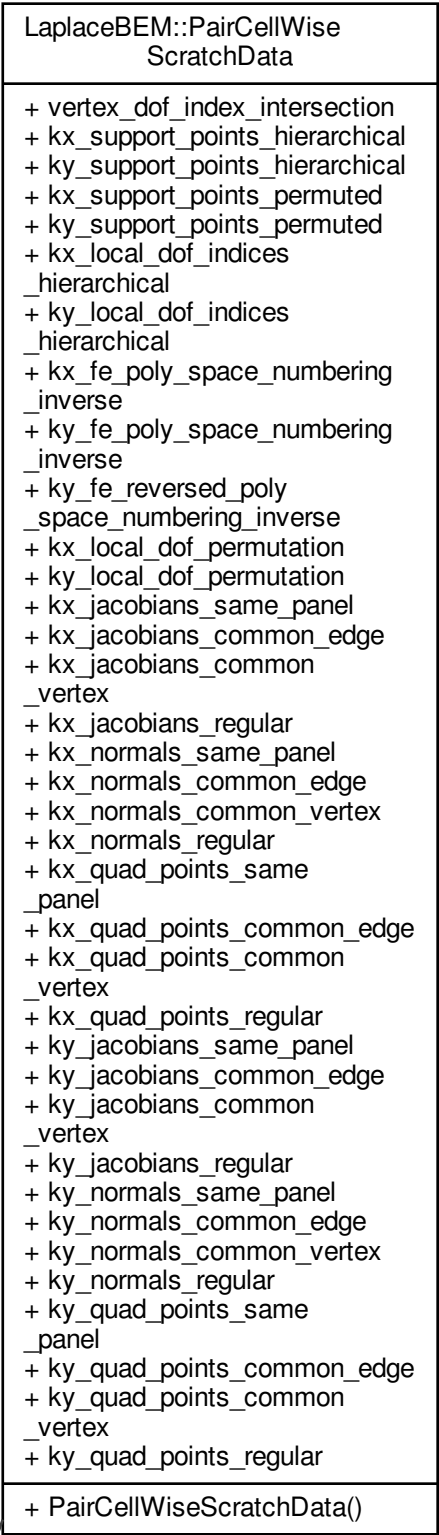 LaplaceBEM::PairCellWise
ScratchData
+ vertex_dof_index_intersection
+ kx_support_points_hierarchical
+ ky_support_points_hierarchical
+ kx_support_points_permuted
+ ky_support_points_permuted
+ kx_local_dof_indices
_hierarchical
+ ky_local_dof_indices
_hierarchical
+ kx_fe_poly_space_numbering
_inverse
+ ky_fe_poly_space_numbering
_inverse
+ ky_fe_reversed_poly
_space_numbering_inverse
+ kx_local_dof_permutation
+ ky_local_dof_permutation
+ kx_jacobians_same_panel
+ kx_jacobians_common_edge
+ kx_jacobians_common
_vertex
+ kx_jacobians_regular
+ kx_normals_same_panel
+ kx_normals_common_edge
+ kx_normals_common_vertex
+ kx_normals_regular
+ kx_quad_points_same
_panel
+ kx_quad_points_common_edge
+ kx_quad_points_common
_vertex
+ kx_quad_points_regular
+ ky_jacobians_same_panel
+ ky_jacobians_common_edge
+ ky_jacobians_common
_vertex
+ ky_jacobians_regular
+ ky_normals_same_panel
+ ky_normals_common_edge
+ ky_normals_common_vertex
+ ky_normals_regular
+ ky_quad_points_same
_panel
+ ky_quad_points_common_edge
+ ky_quad_points_common
_vertex
+ ky_quad_points_regular
+ PairCellWiseScratchData()